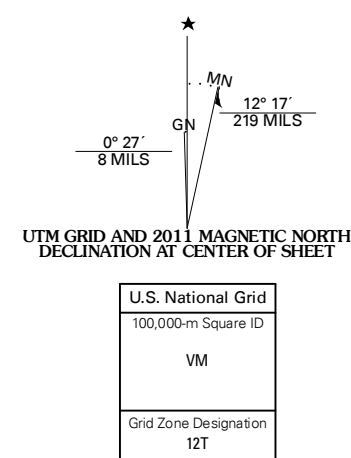 MN
12° 17´
219 MILS
GN
0° 27´
8 MILS
UTM GRID AND 2011 MAGNETIC NORTH
DECLINATION AT CENTER OF SHEET
U.S. National Grid
100,000-m Square ID
VM
Grid Zone Designation
12T